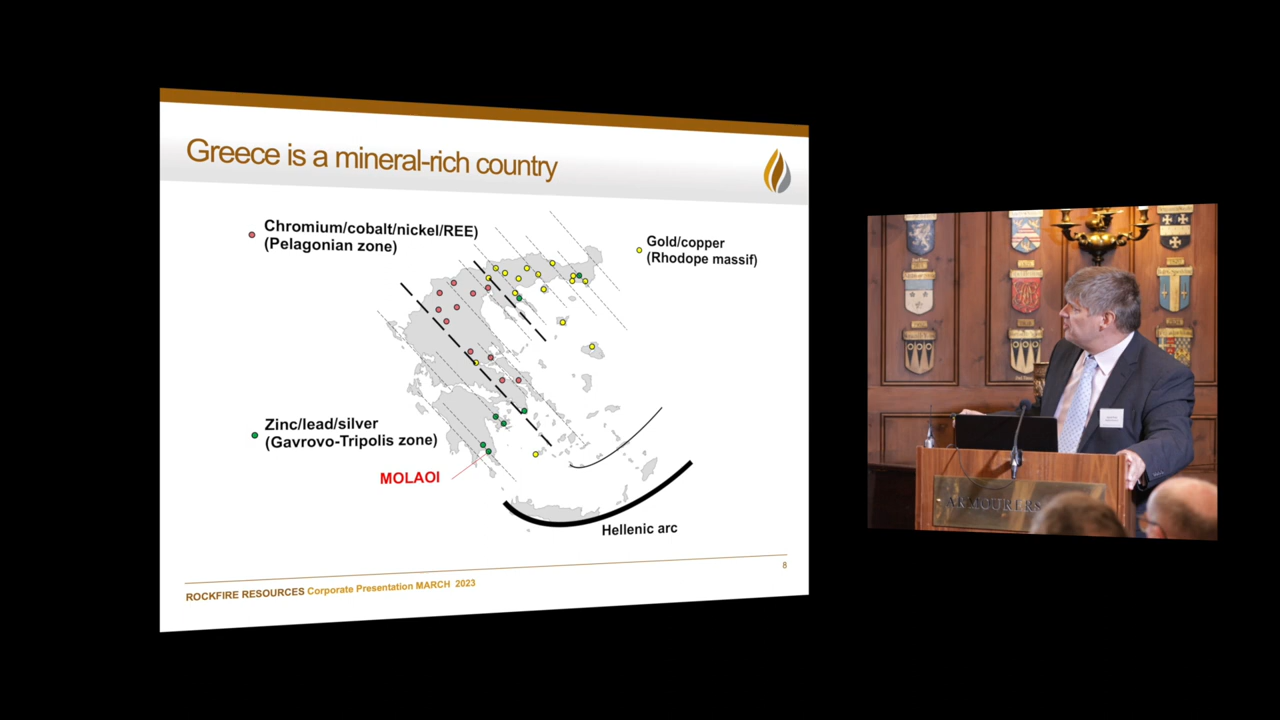 Greece is a mineral-rich country
Chromium/cobalt/nickel/REE)
(Pelagonian zone)
Gold/copper
(Rhodope massif)
Zinc/lead/silver
(Gavrovo-Tripolis zone)
MOLAOI
Hellenic arc
8
ROCKFIRE RESOURCES Corporate Presentation MARCH 2023
ARMOURERS